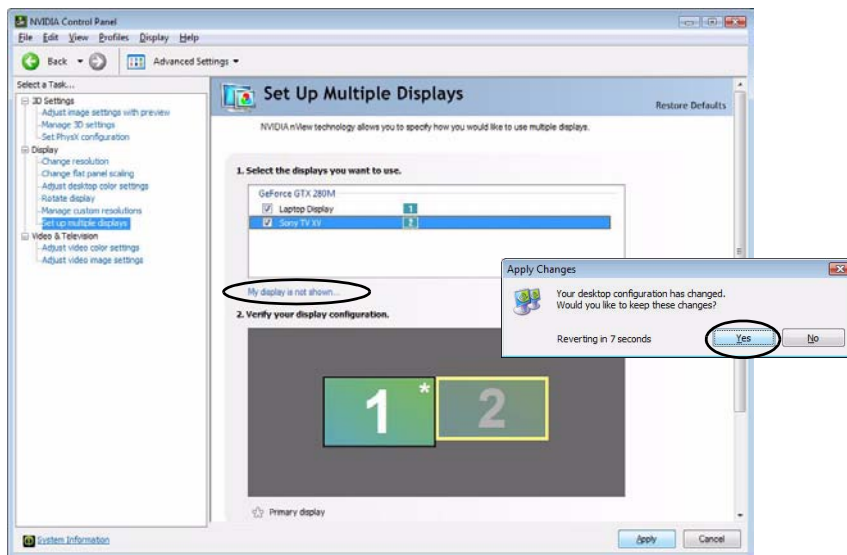 NVIDIA Control Panel
File Edit View Profiles Display Help
Back Advanced Settings
Select a Task...
3D Settings
Adjust image settings with preview
Manage 3D settings
Set PhysX configuration
Display
Change resolution
Change flat panel scaling
Adjust desktop color settings
Rotate display
Manage custom resolutions
Set up multiple displays
Video & Television
Adjust video color settings
Adjust video image settings
System Information
Set Up Multiple Displays
Restore Defaults
NVIDIA nView technology allows you to specify how you would like to use multiple displays.
1. Select the displays you want to use.
GeForce GTX 280M
Laptop Display 1
Sony TV XV 2
My display is not shown...
2. Verify your display configuration.
1 * 2
Primary display
Apply Cancel
Apply Changes
Your desktop configuration has changed.
Would you like to keep these changes?
Reverting in 7 seconds Yes No